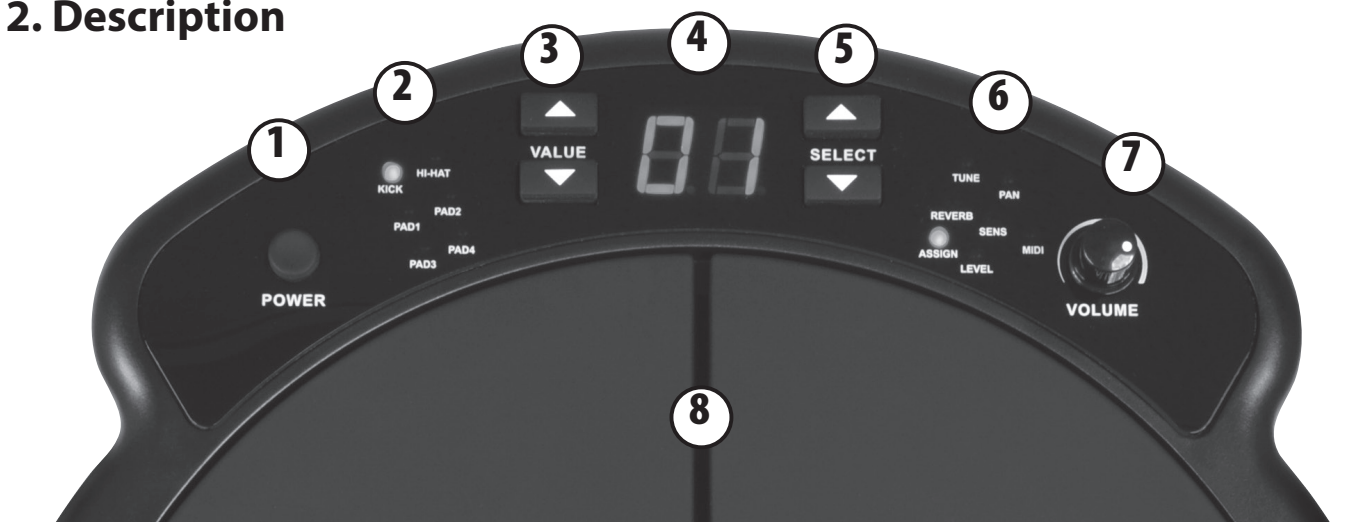 2. Description
1
2
3
4
5
6
7
8
POWER
KICK
HI-HAT
PAD1
PAD2
PAD3
PAD4
VALUE
01
SELECT
TUNE
PAN
REVERB
SENS
MIDI
ASSIGN
LEVEL
VOLUME